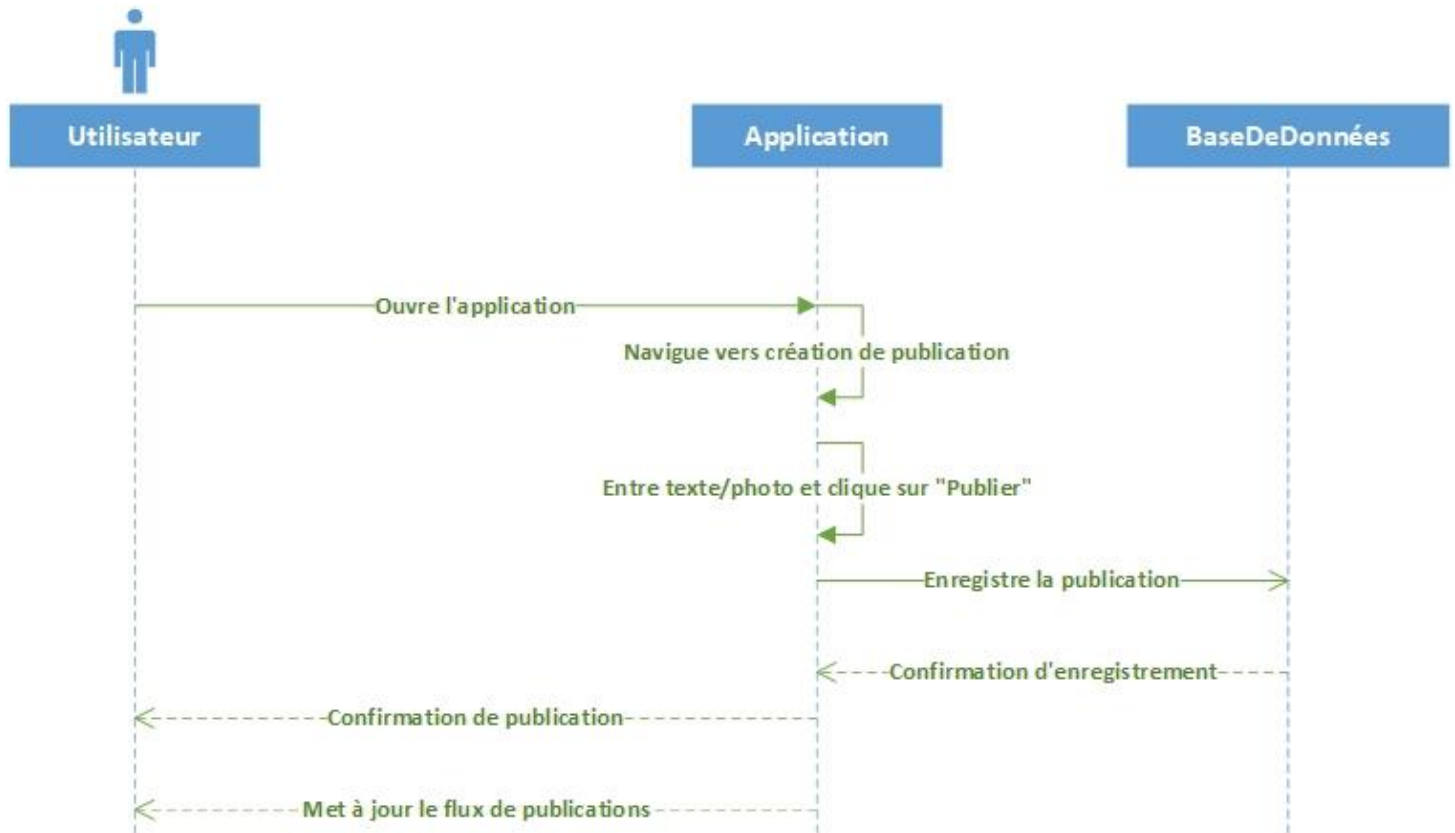 Utilisateur
Application
BaseDeDonnées
Ouvre l'application
Navigue vers création de publication
Entre texte/photo et clique sur "Publier"
Enregistre la publication
Confirmation d'enregistrement
Confirmation de publication
Met à jour le flux de publications